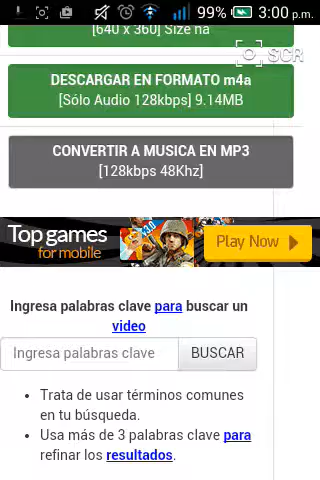 99% 3:00 p.m.
[640 x 360] Size na
SCR
DESCARGAR EN FORMATO m4a
[Sólo Audio 128kbps] 9.14MB
CONVERTIR A MUSICA EN MP3
[128kbps 48Khz]
Top games
for mobile
Play Now
Ingresa palabras clave para buscar un
video
Ingresa palabras clave
BUSCAR
• Trata de usar términos comunes
en tu búsqueda.
• Usa más de 3 palabras clave para
refinar los resultados.